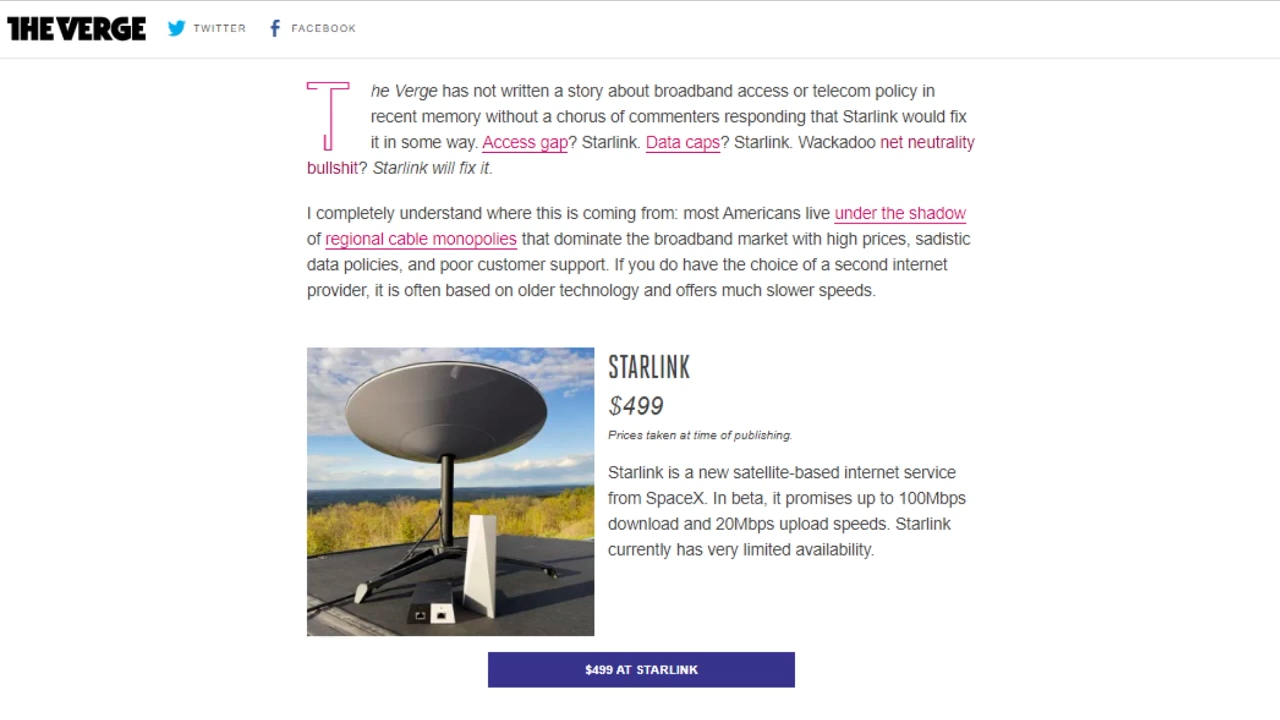 THE VERGE TWITTER FACEBOOK
The Verge has not written a story about broadband access or telecom policy in
recent memory without a chorus of commenters responding that Starlink would fix
it in some way. Access gap? Starlink. Data caps? Starlink. Wackadoo net neutrality
bullshit? Starlink will fix it.
I completely understand where this is coming from: most Americans live under the shadow
of regional cable monopolies that dominate the broadband market with high prices, sadistic
data policies, and poor customer support. If you do have the choice of a second internet
provider, it is often based on older technology and offers much slower speeds.
STARLINK
$499
Prices taken at time of publishing.
Starlink is a new satellite-based internet service
from SpaceX. In beta, it promises up to 100Mbps
download and 20Mbps upload speeds. Starlink
currently has very limited availability.
$499 AT STARLINK